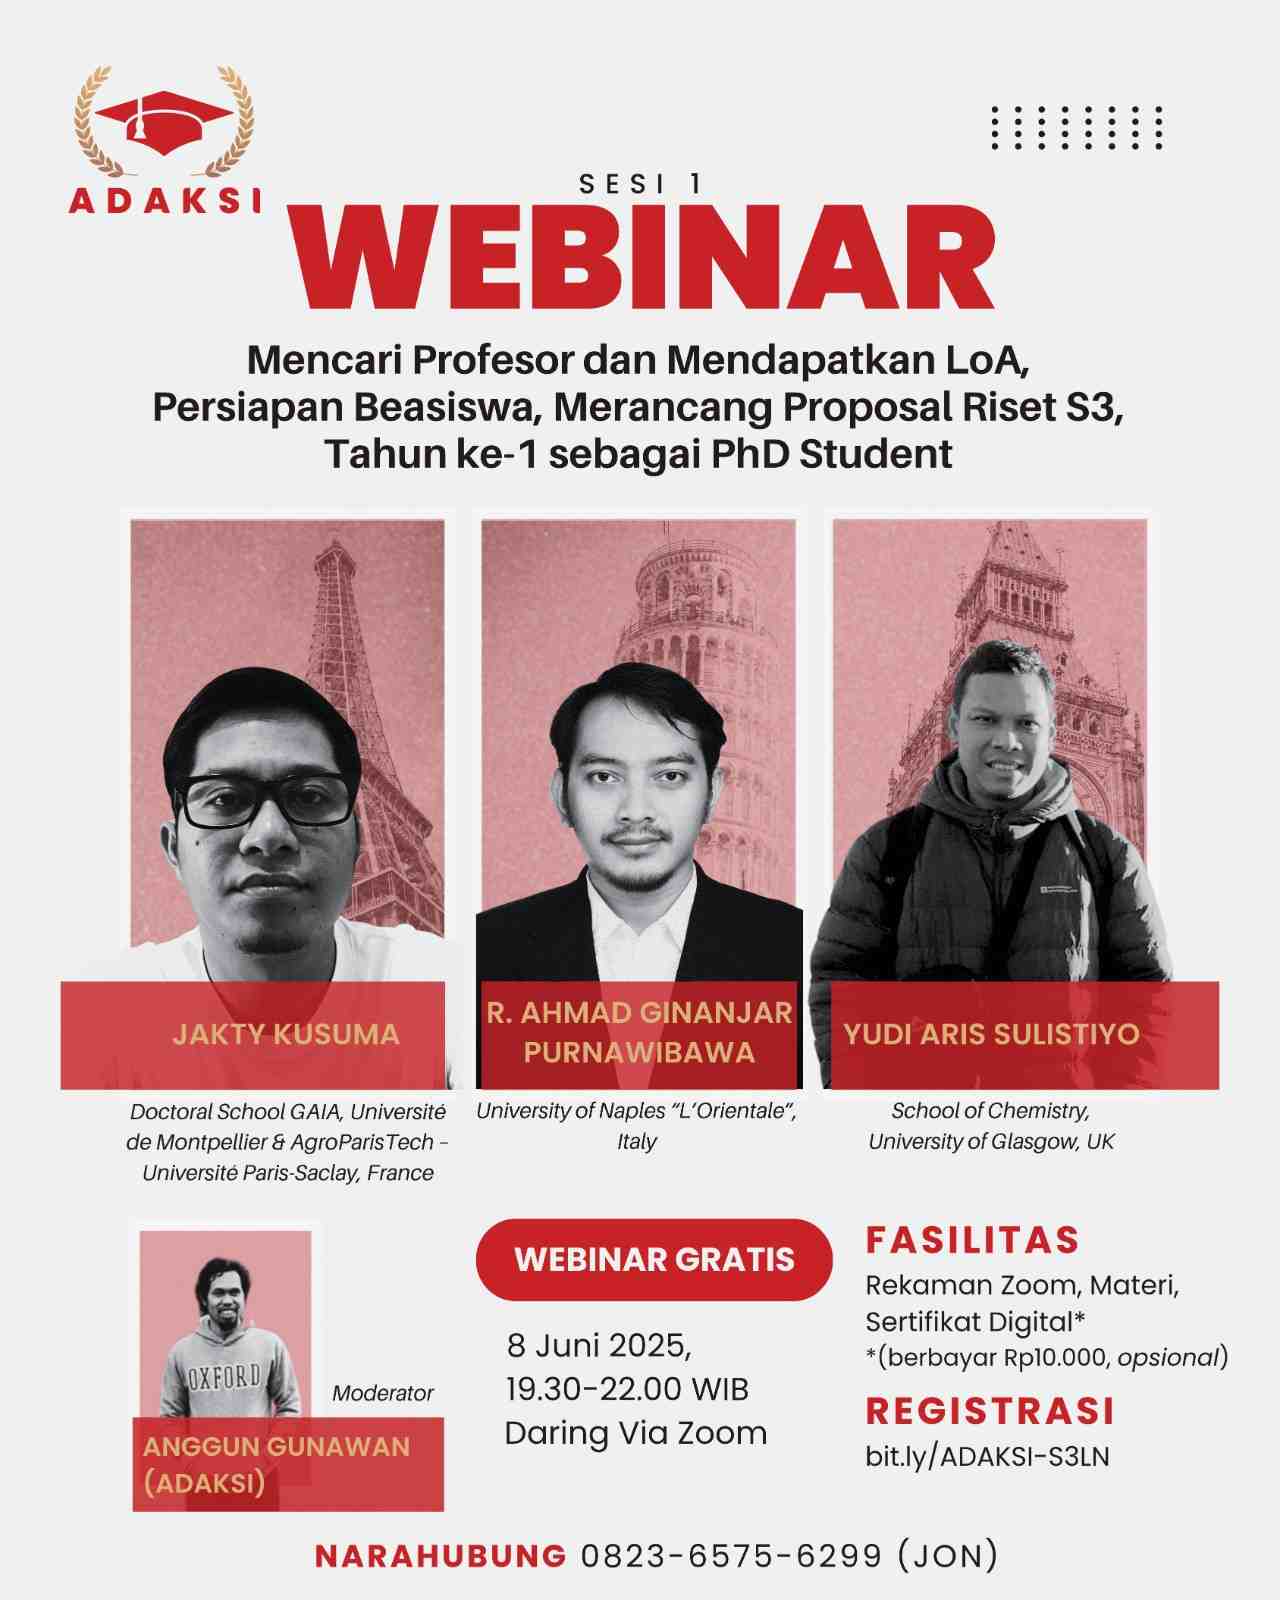 ADAKSI
SESI 1
WEBINAR
Mencari Profesor dan Mendapatkan LoA,
Persiapan Beasiswa, Merancang Proposal Riset S3,
Tahun ke-1 sebagai PhD Student
JAKTY KUSUMA
Doctoral School GAIA, Université
de Montpellier & AgroParisTech –
Université Paris-Saclay, France
R. AHMAD GINANJAR
PURNAWIBAWA
University of Naples “L’Orientale”,
Italy
YUDI ARIS SULISTIYO
School of Chemistry,
University of Glasgow, UK
OXFORD
Moderator
ANGGUN GUNAWAN
(ADAKSI)
WEBINAR GRATIS
8 Juni 2025,
19.30-22.00 WIB
Daring Via Zoom
FASILITAS
Rekaman Zoom, Materi,
Sertifikat Digital*
*(berbayar Rp10.000, opsional)
REGISTRASI
bit.ly/ADAKSI-S3LN
NARAHUBUNG 0823-6575-6299 (JON)